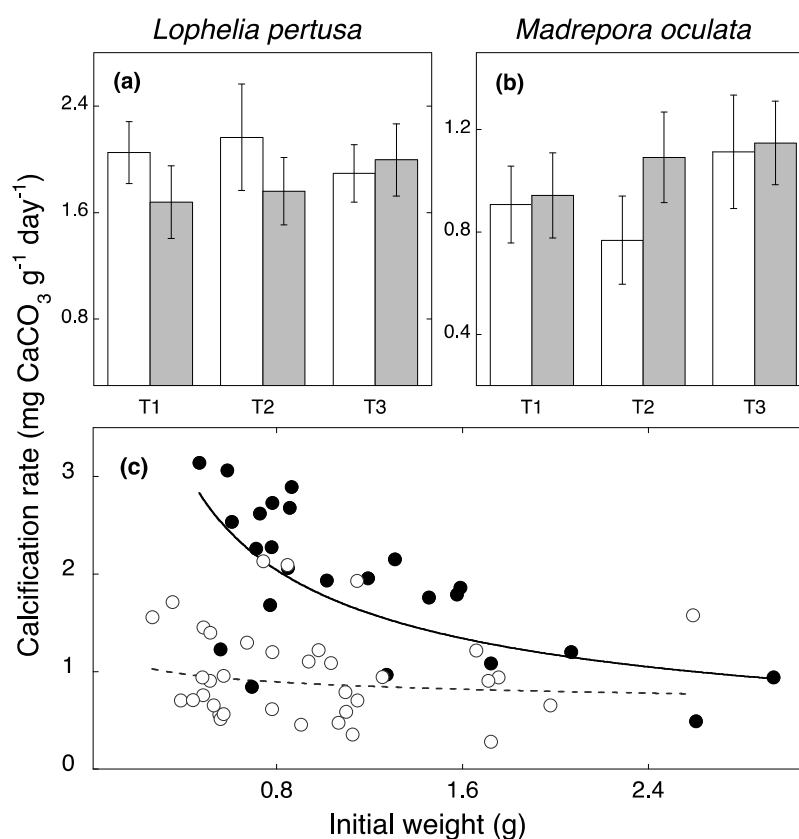 Lophelia pertusa
Madrepora oculata
(a)
2.4
1.6
0.8
T1 T2 T3
(b)
1.2
0.8
0.4
T1 T2 T3
Calcification rate (mg CaCO₃ g⁻¹ day⁻¹)
(c)
3
2
1
0
0.8 1.6 2.4
Initial weight (g)